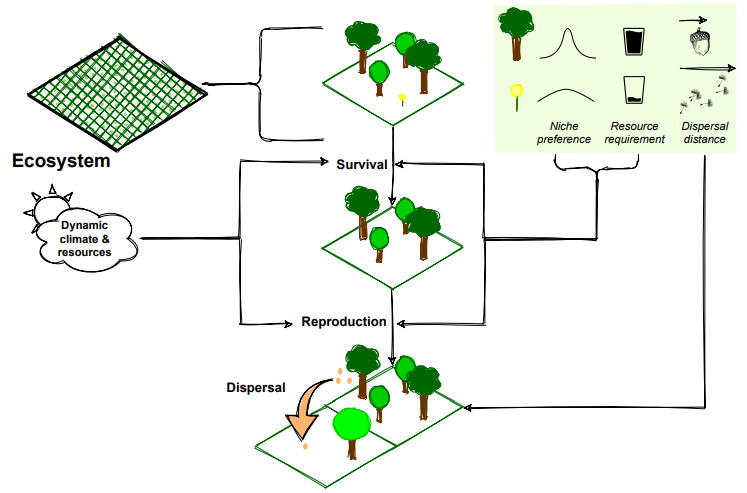 Niche
preference
Resource
requirement
Dispersal
distance
Ecosystem
Survival
Dynamic
climate &
resources
Reproduction
Dispersal